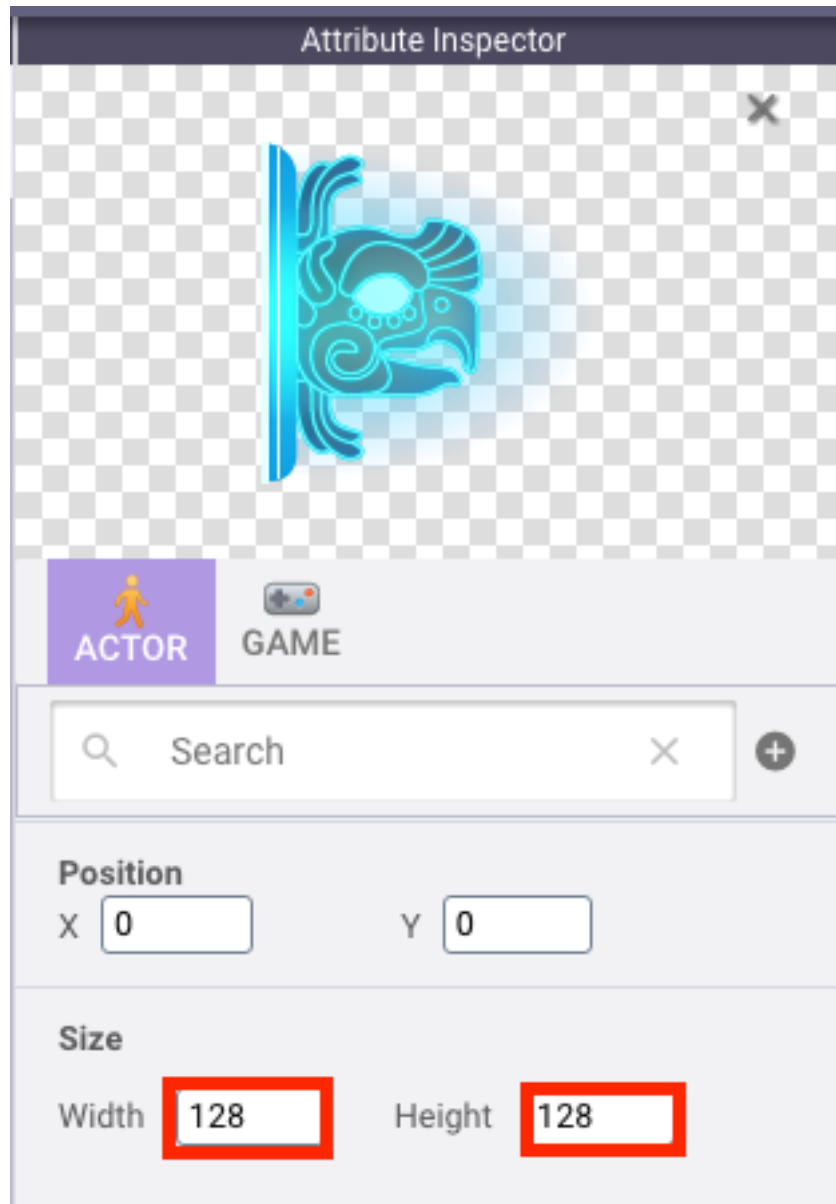 Attribute Inspector
ACTOR GAME
Search
Position
X 0 Y 0
Size
Width 128 Height 128